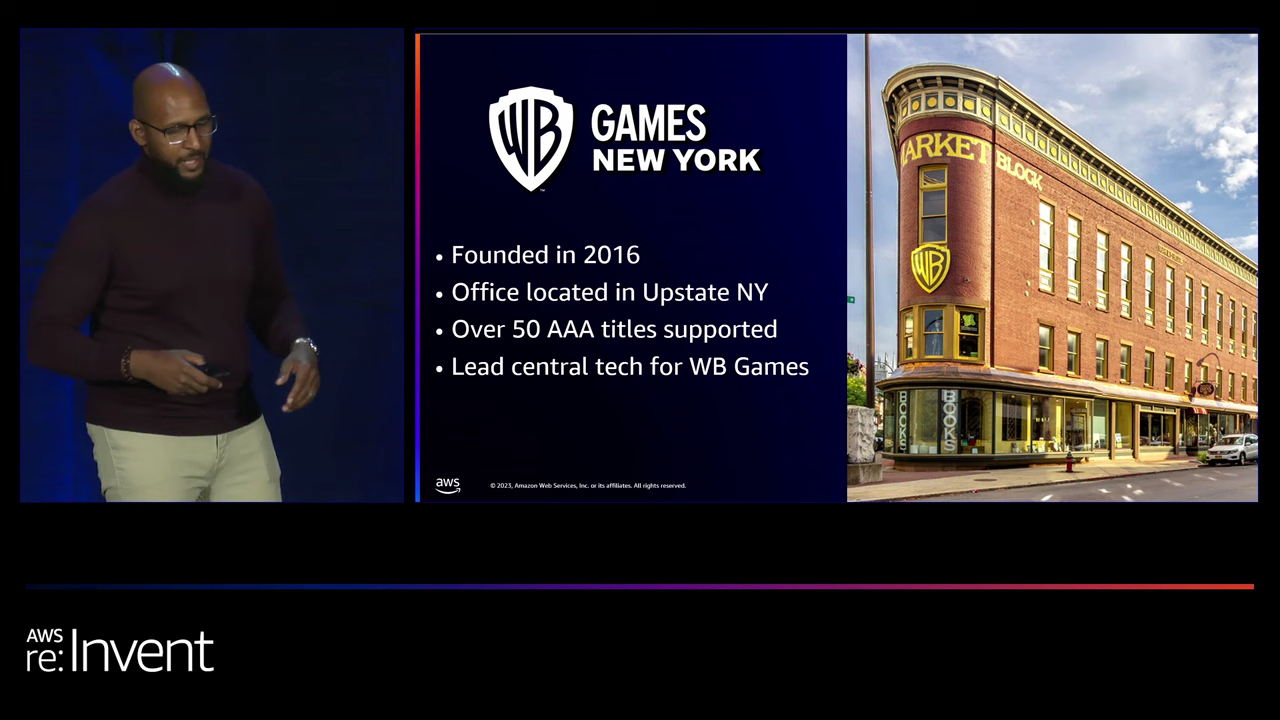 WB
GAMES
NEW YORK
• Founded in 2016
• Office located in Upstate NY
• Over 50 AAA titles supported
• Lead central tech for WB Games
aws
© 2023, Amazon Web Services, Inc. or its affiliates. All rights reserved.
ARKET BLOCK
WB
BOOKS
BOOKS
AWS
re:Invent